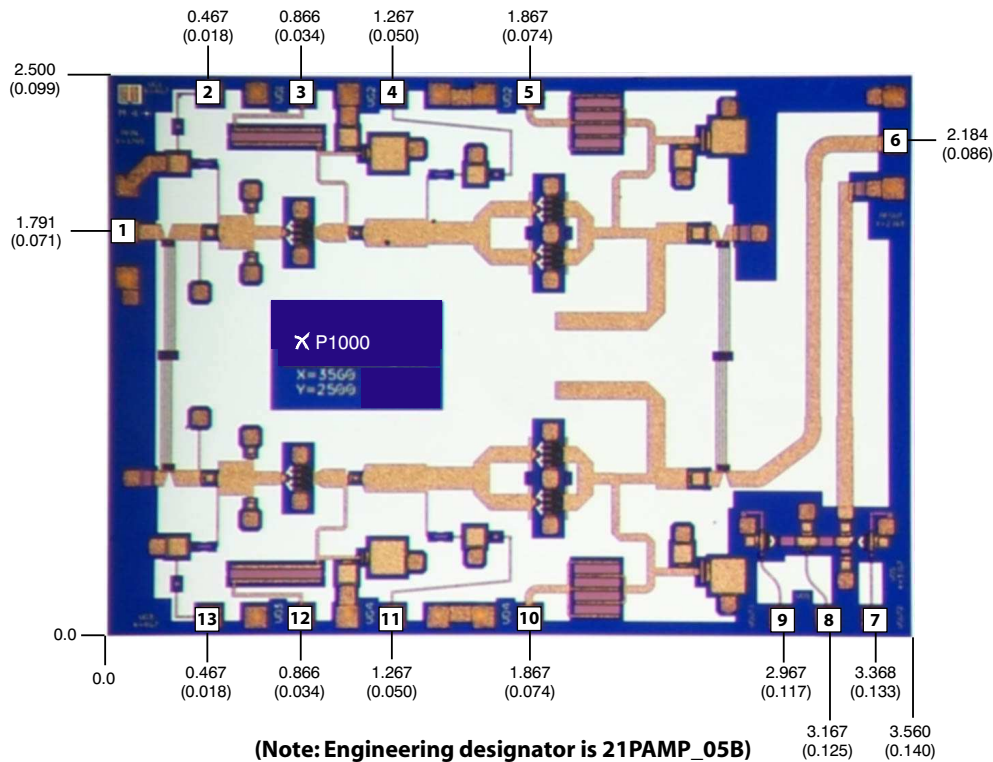 0.467 0.866 1.267 1.867
(0.018) (0.034) (0.050) (0.074)
2.500
(0.099)
2 3 4 5
6
2.184
(0.086)
1.791
(0.071)
1
P1000
X=3560
Y=2500
13 12 11 10 9 8 7
0.0
0.0
0.467 0.866 1.267 1.867 2.967 3.368
(0.018) (0.034) (0.050) (0.074) (0.117) (0.133)
3.167 3.560
(0.125) (0.140)
(Note: Engineering designator is 21PAMP_05B)